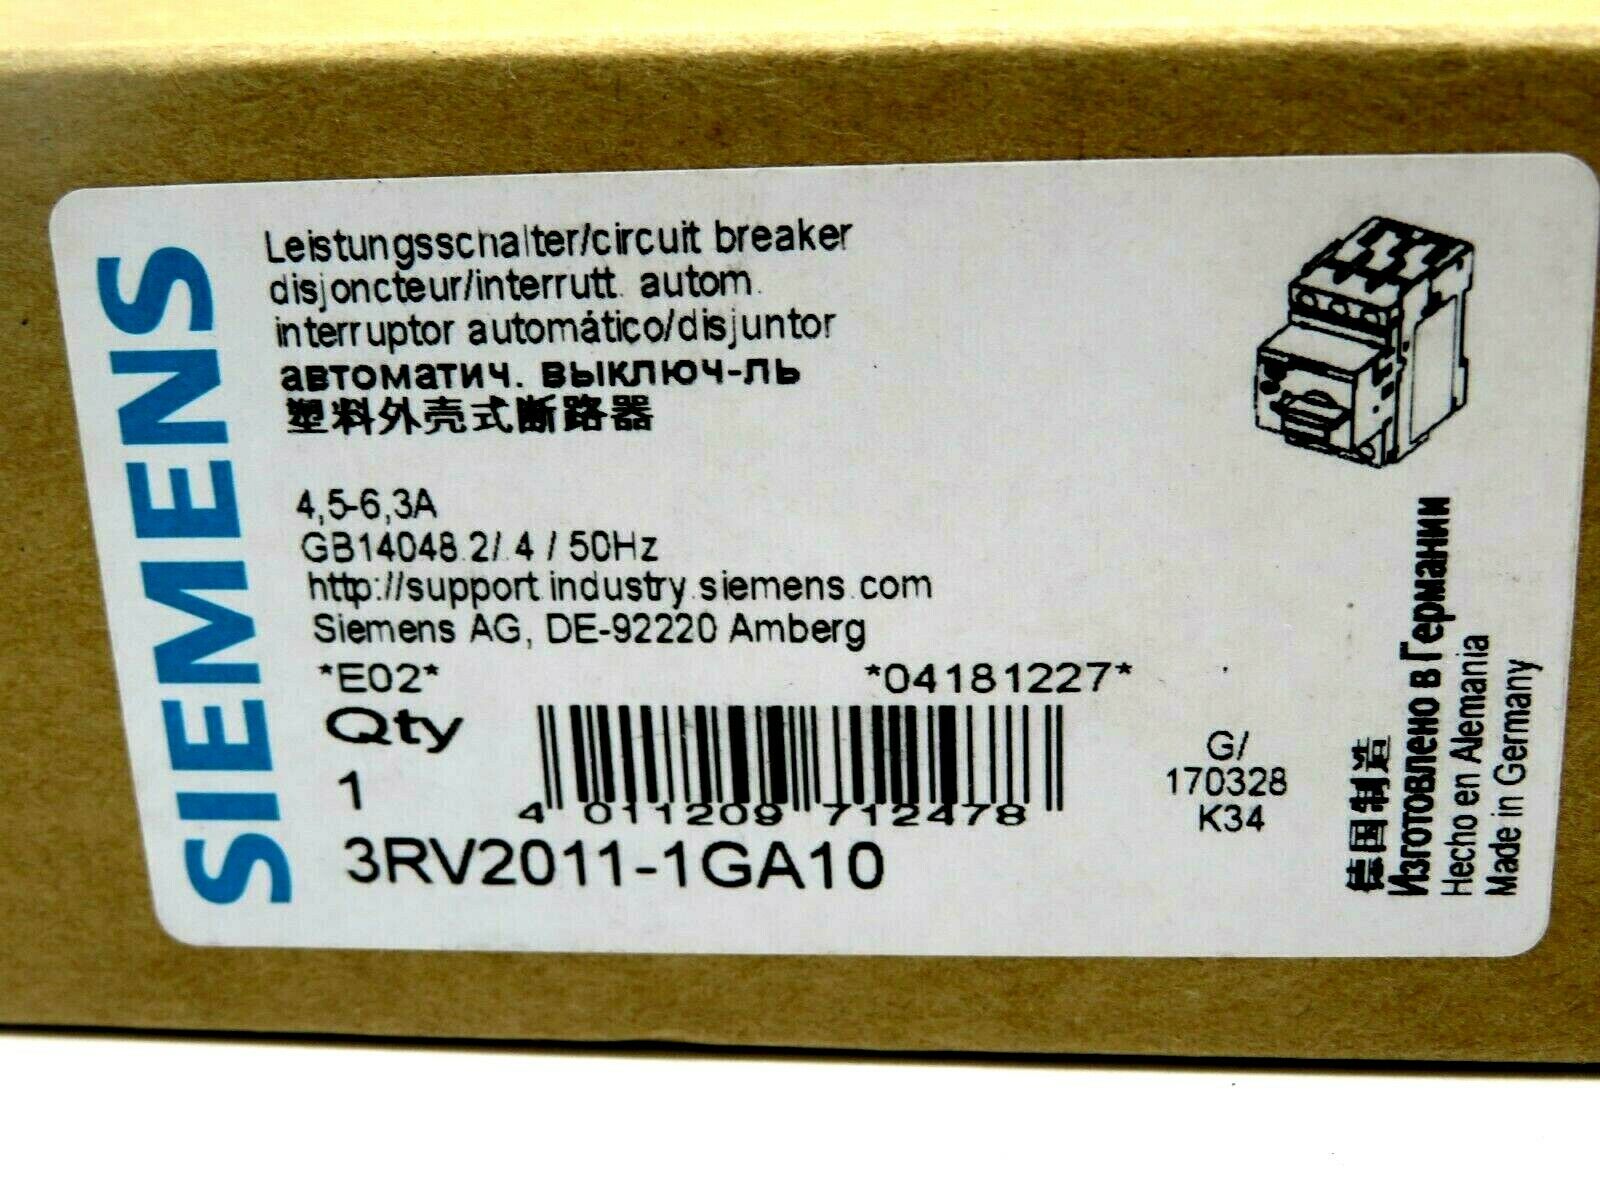 SIEMENS
Leistungsschalter/circuit breaker
disjoncteur/interrutt. autom.
interruptor automático/disjuntor
автоматич. выключ-ль
塑料外壳式断路器
4,5-6,3A
GB14048.2/.4 / 50Hz
http://support.industry.siemens.com
Siemens AG, DE-92220 Amberg
*E02* *04181227*
Qty
1
4 011209 712478
3RV2011-1GA10
G/
170328
K34
德国制造
Изготовлено в Германии
Hecho en Alemania
Made in Germany